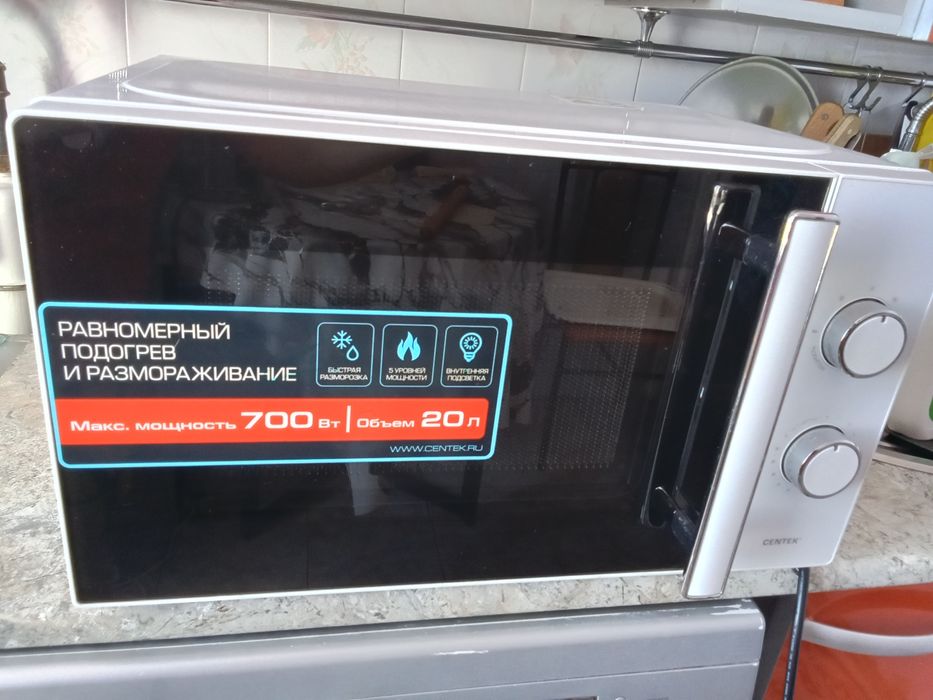 РАВНОМЕРНЫЙ
ПОДОГРЕВ
И РАЗМОРАЖИВАНИЕ
БЫСТРАЯ
РАЗМОРОЗКА
5 УРОВНЕЙ
МОЩНОСТИ
ВНУТРЕННЯЯ
ПОДСВЕТКА
Макс. мощность 700 Вт | Объем 20 л
WWW.CENTEK.RU
CENTEK